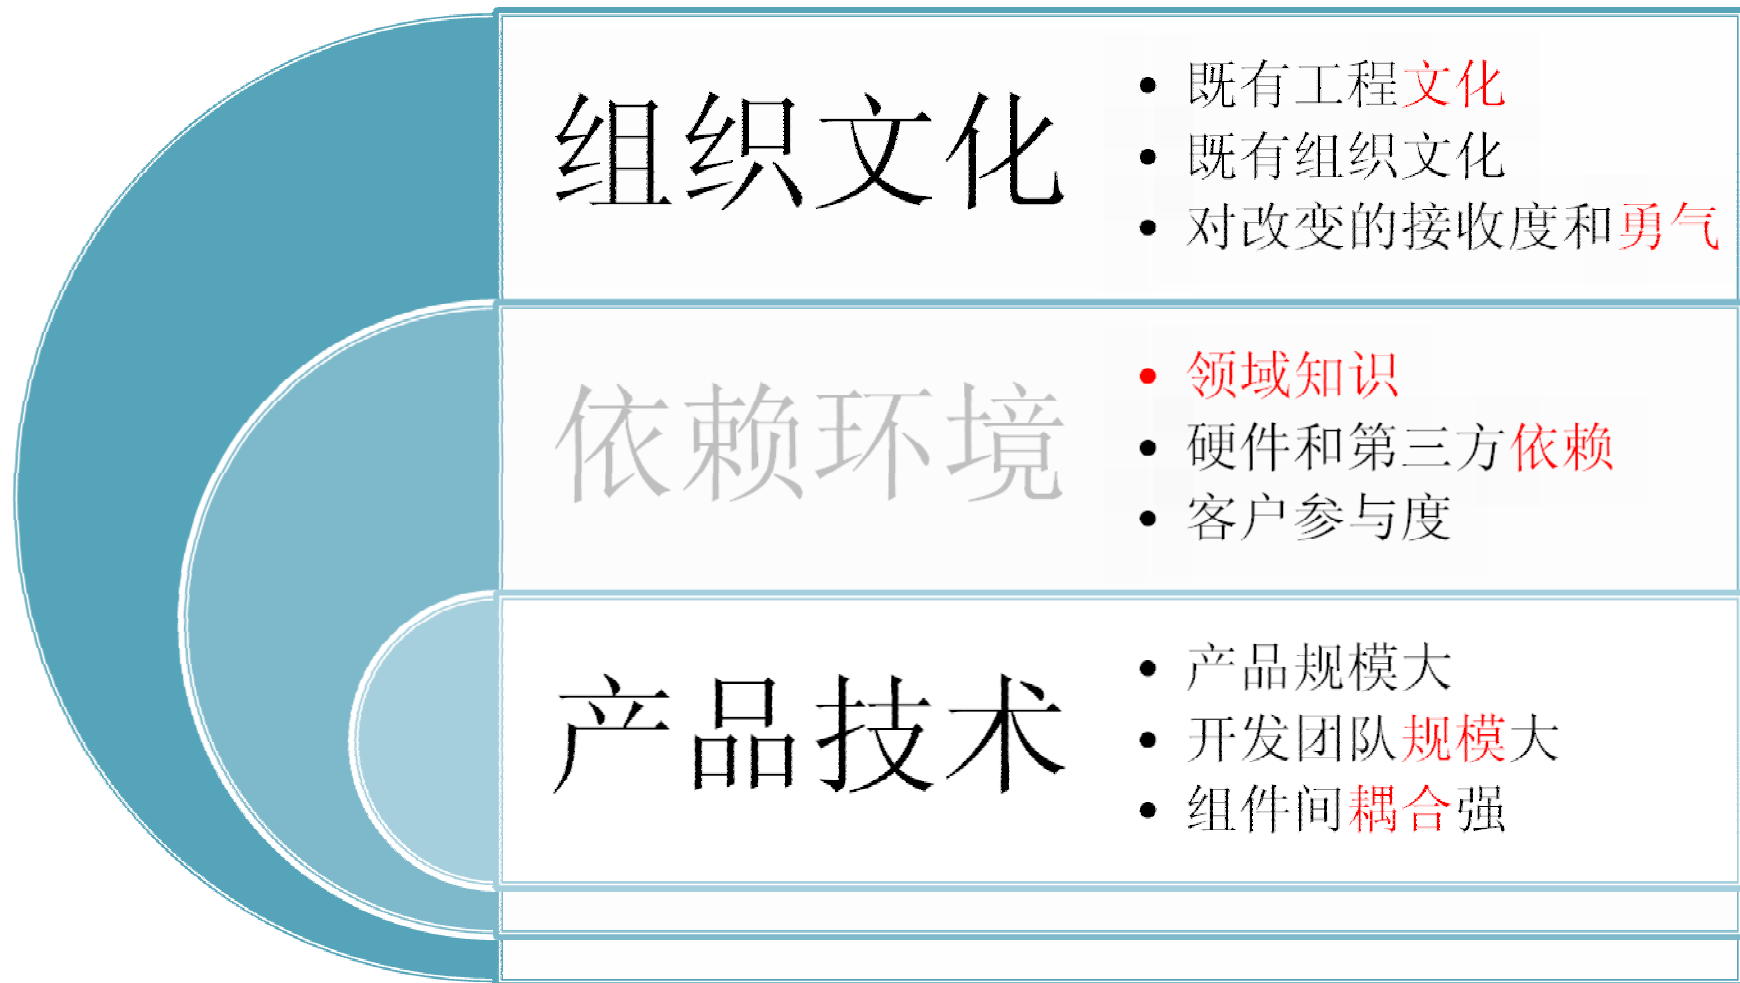 组织文化
• 既有工程文化
• 既有组织文化
• 对改变的接收度和勇气
依赖环境
• 领域知识
• 硬件和第三方依赖
• 客户参与度
产品技术
• 产品规模大
• 开发团队规模大
• 组件间耦合强